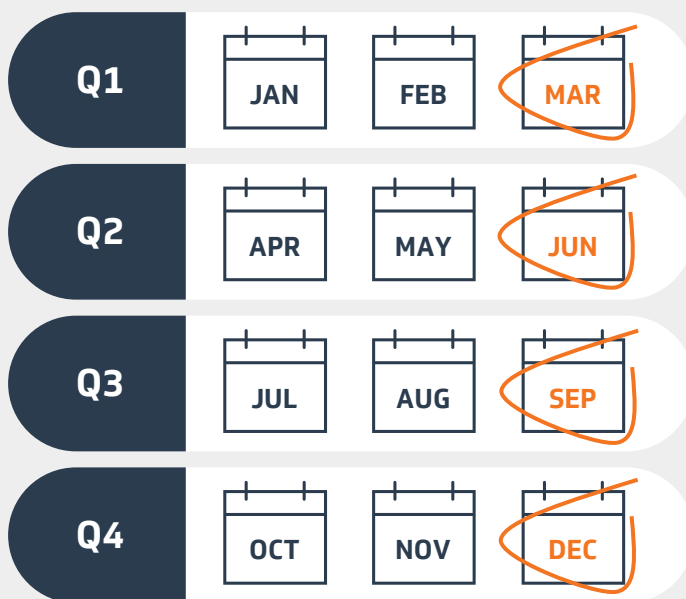 Q1 JAN FEB MAR
Q2 APR MAY JUN
Q3 JUL AUG SEP
Q4 OCT NOV DEC